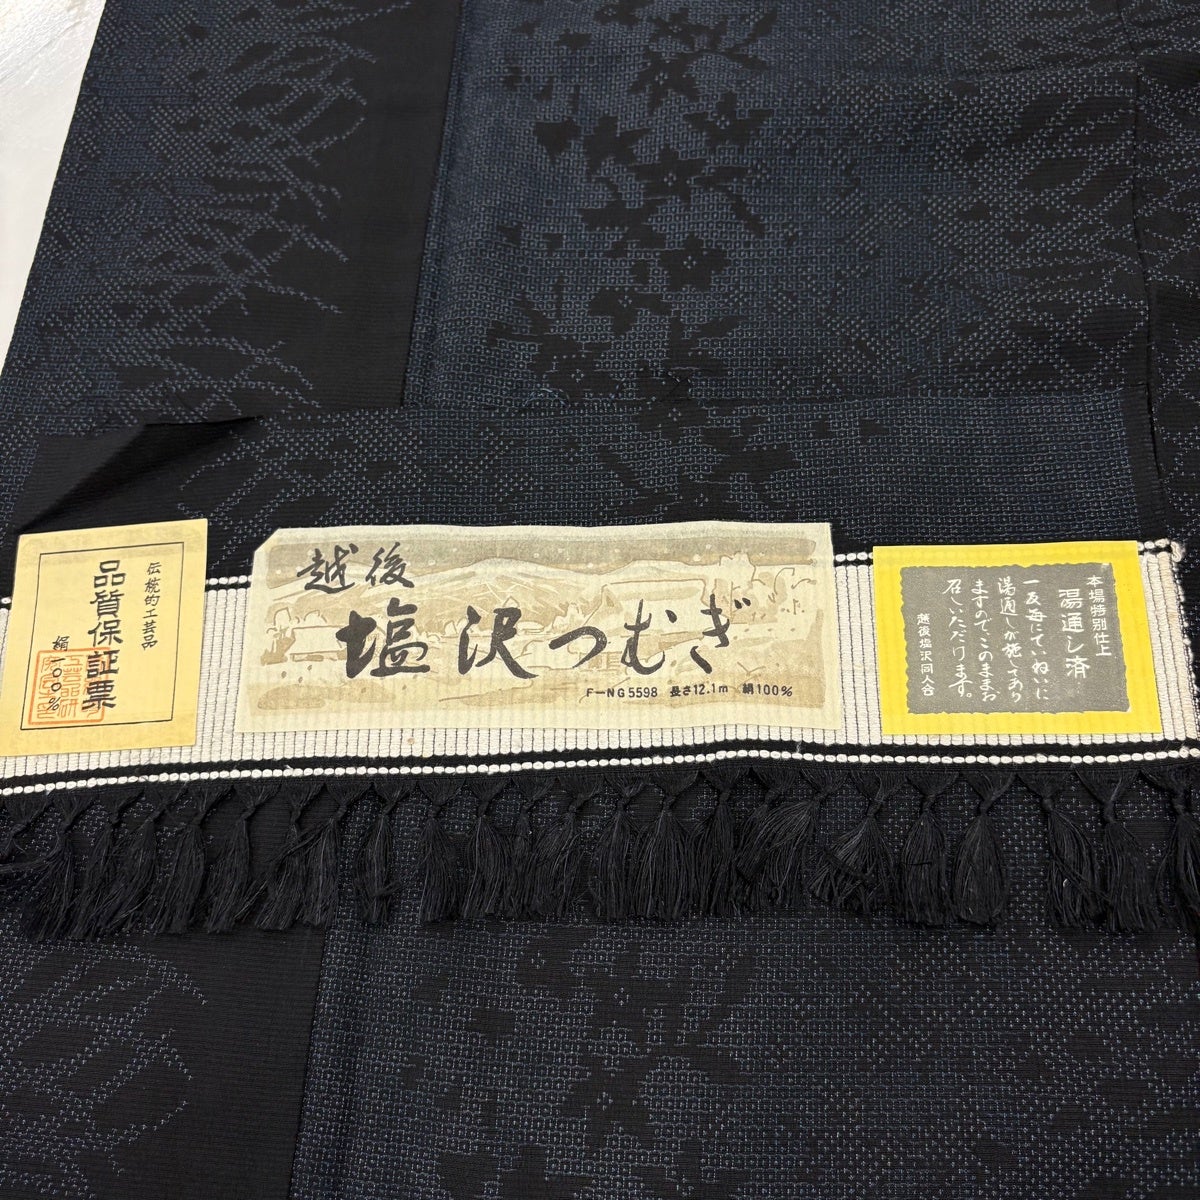 伝統的工芸品
品質保証票
絹一〇〇%
越後
塩沢つむぎ
F-NG5598 長さ12.1m 絹100%
本場特別仕上
湯通し済
一反毎にていねいに
湯通しが施してあり
ますのでこのままお
召いただけます。
越後塩沢同人会